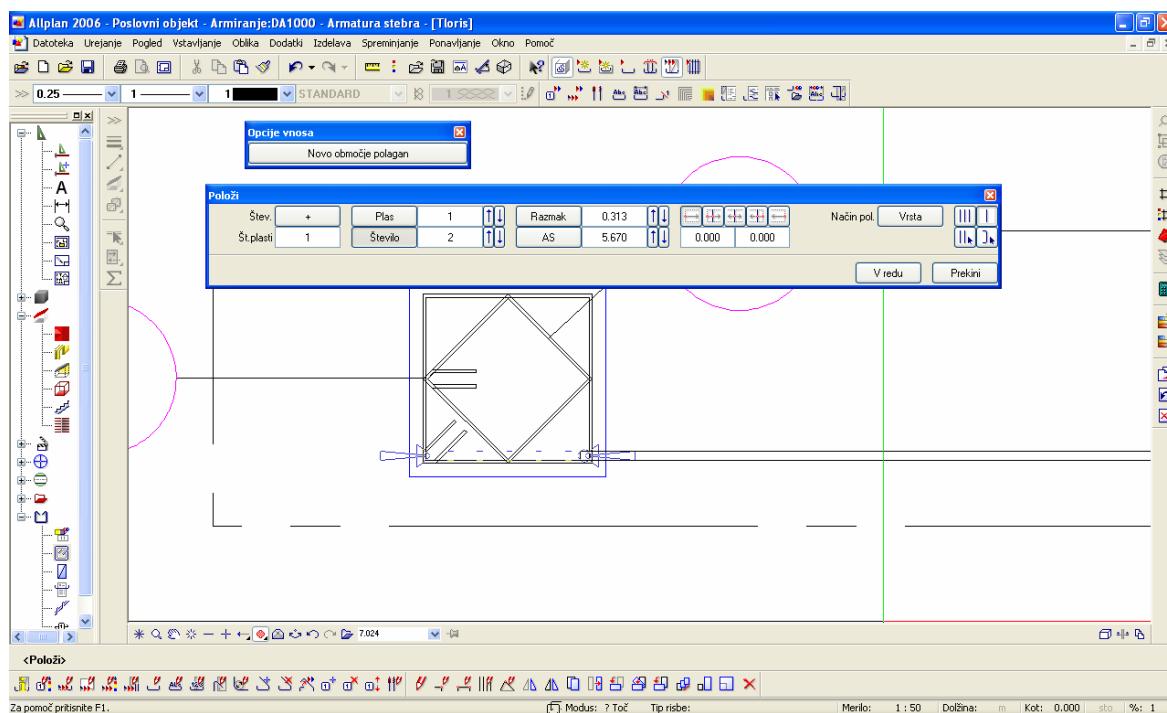 Allplan 2006 - Poslovni objekt - Armiranje:DA1000 - Armatura stebra - [Tloris]
Datoteka Urejanje Pogled Vstavljanje Oblika Dodatki Izdelava Spreminjanje Ponavljanje Okno Pomoč
0.25 1 1 STANDARD 1
Opcije vnosa
Novo območje polagan
Položi
Štev. + Plas 1 Razmak 0.313 Način pol. Vrsta
Št.plasti 1 Število 2 AS 5.670 0.000 0.000
V redu Prekini
7.024
<Položi>
Za pomoč pritisnite F1. Modus: ? Toč Tip risbe: Merilo: 1 : 50 Dolžina: m Kot: 0.000 sto %: 1